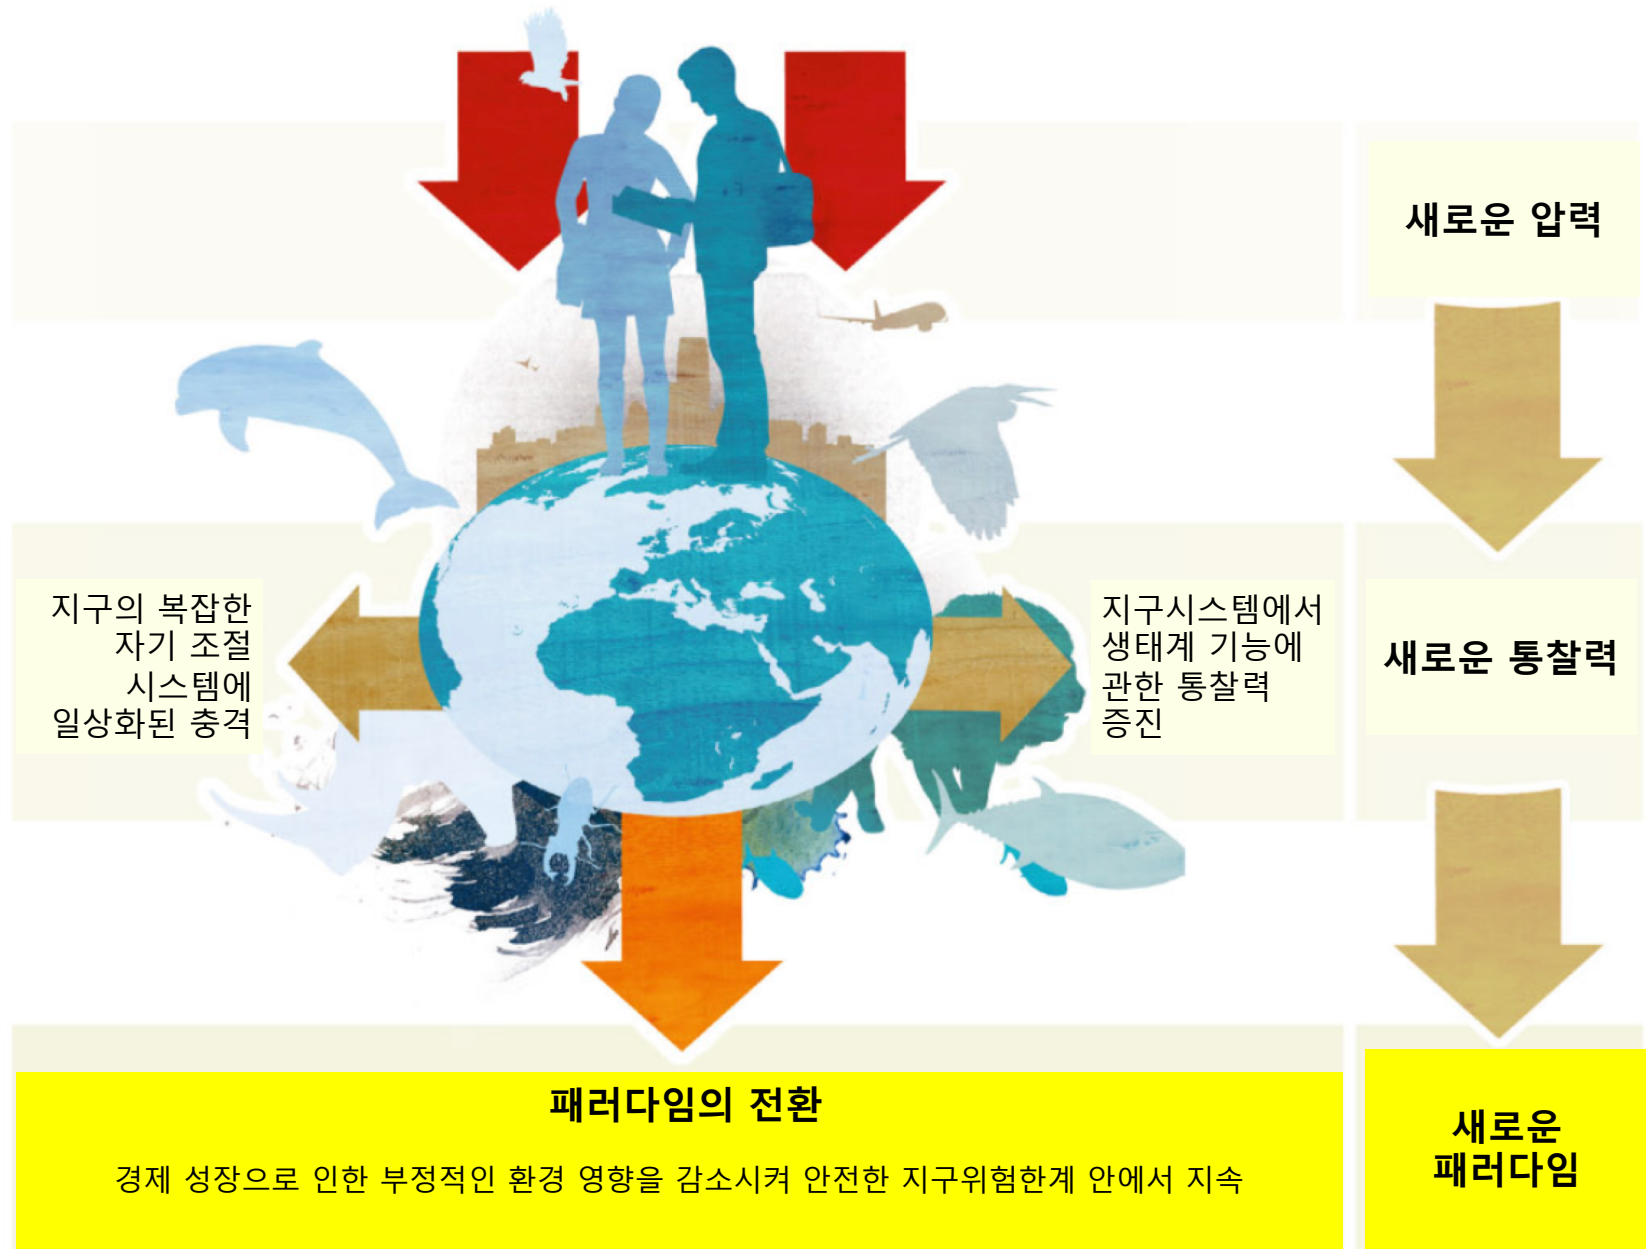 새로운 압력
지구의 복잡한
자기 조절
시스템에
일상화된 충격
지구시스템에서
생태계 기능에
관한 통찰력
증진
새로운 통찰력
패러다임의 전환
경제 성장으로 인한 부정적인 환경 영향을 감소시켜 안전한 지구위험한계 안에서 지속
새로운
패러다임